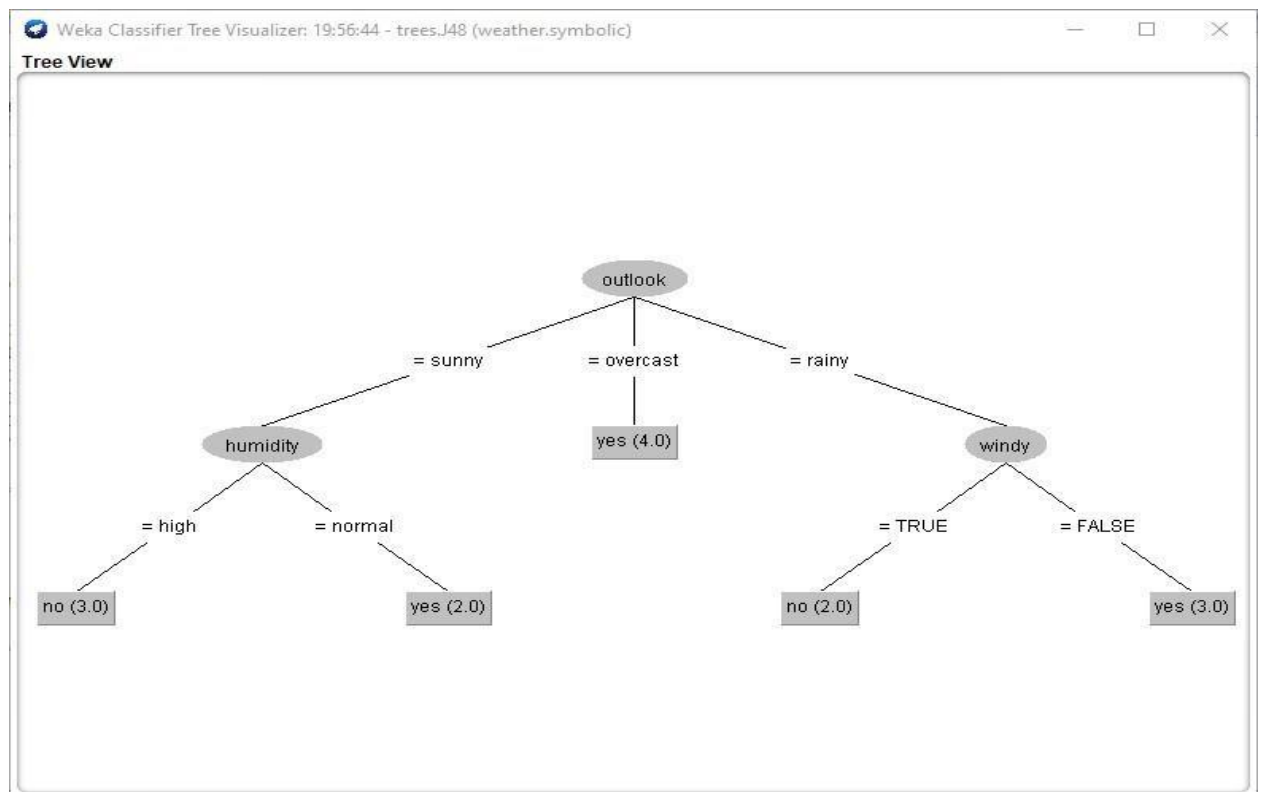 Weka Classifier Tree Visualizer: 19:56:44 - trees.J48 (weather.symbolic)
Tree View
outlook
= sunny = overcast = rainy
humidity yes (4.0) windy
= high = normal = TRUE = FALSE
no (3.0) yes (2.0) no (2.0) yes (3.0)